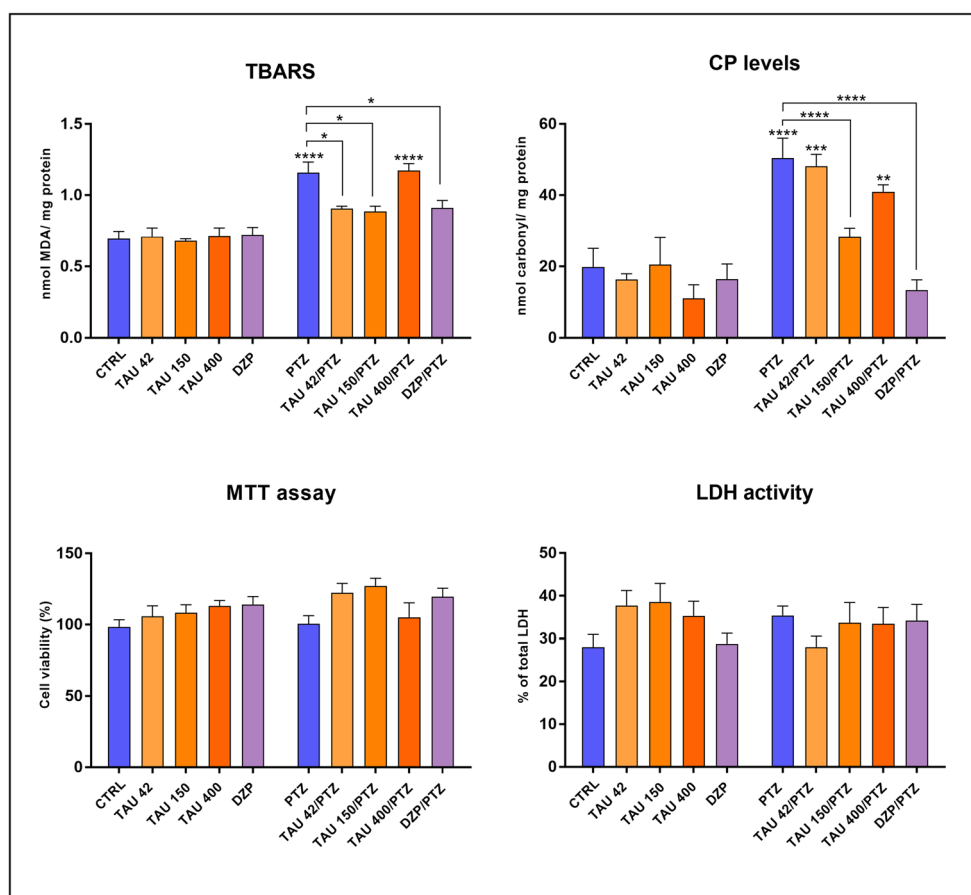 TBARS
nmol MDA/ mg protein
1.5
1.0
0.5
0.0
*
*
*
****
****
CTRL
TAU 42
TAU 150
TAU 400
DZP
PTZ
TAU 42/PTZ
TAU 150/PTZ
TAU 400/PTZ
DZP/PTZ
CP levels
nmol carbonyl/ mg protein
60
40
20
0
****
****
****
***
**
CTRL
TAU 42
TAU 150
TAU 400
DZP
PTZ
TAU 42/PTZ
TAU 150/PTZ
TAU 400/PTZ
DZP/PTZ
MTT assay
Cell viability (%)
150
100
50
0
CTRL
TAU 42
TAU 150
TAU 400
DZP
PTZ
TAU 42/PTZ
TAU 150/PTZ
TAU 400/PTZ
DZP/PTZ
LDH activity
% of total LDH
50
40
30
20
10
0
CTRL
TAU 42
TAU 150
TAU 400
DZP
PTZ
TAU 42/PTZ
TAU 150/PTZ
TAU 400/PTZ
DZP/PTZ